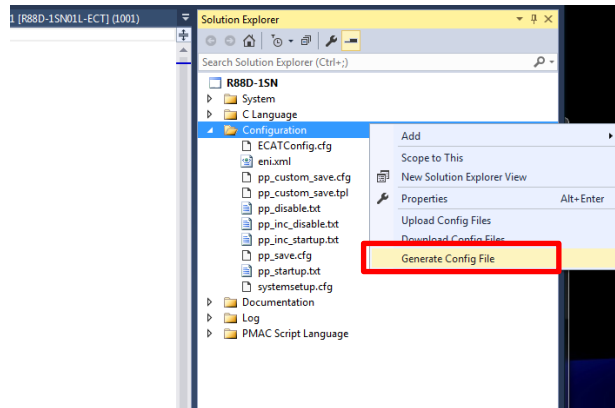 1 [R88D-1SN01L-ECT] (1001)
Solution Explorer
Search Solution Explorer (Ctrl+;)
R88D-1SN
System
C Language
Configuration
ECATConfig.cfg
eni.xml
pp_custom_save.cfg
pp_custom_save.tpl
pp_disable.txt
pp_inc_disable.txt
pp_inc_startup.txt
pp_save.cfg
pp_startup.txt
systemsetup.cfg
Documentation
Log
PMAC Script Language
Add
Scope to This
New Solution Explorer View
Properties Alt+Enter
Upload Config Files
Download Config Files
Generate Config File